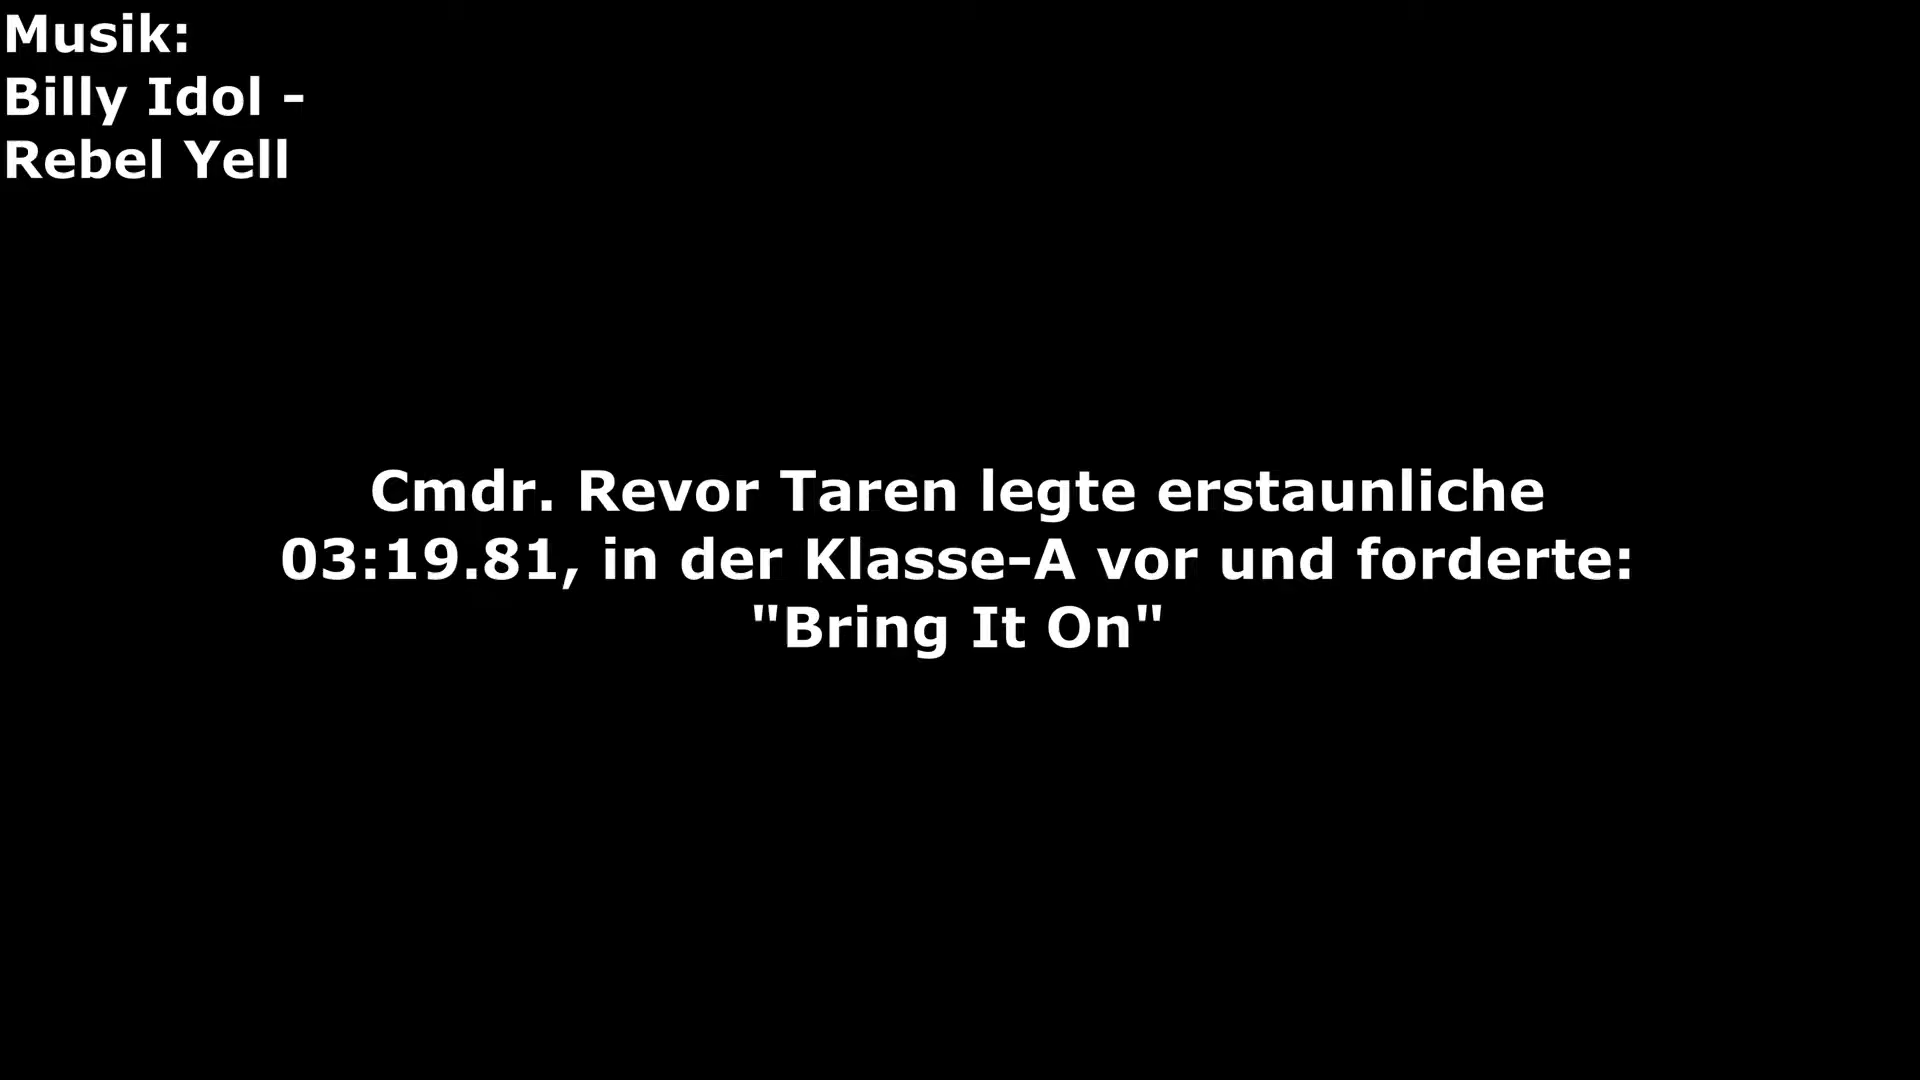 Musik:
Billy Idol -
Rebel Yell
Cmdr. Revor Taren legte erstaunliche
03:19.81, in der Klasse-A vor und forderte:
"Bring It On"